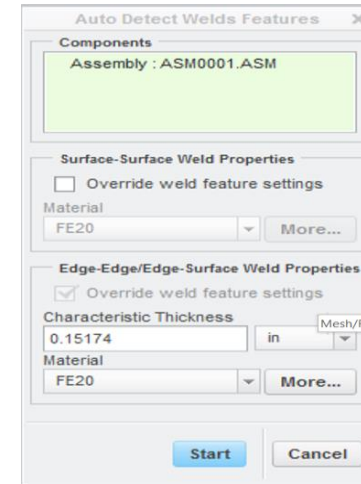 Auto Detect Welds Features
Components
Assembly : ASM0001.ASM
Surface-Surface Weld Properties
Override weld feature settings
Material
FE20
More...
Edge-Edge/Edge-Surface Weld Properties
Override weld feature settings
Characteristic Thickness
0.15174
in
Material
FE20
More...
Start
Cancel